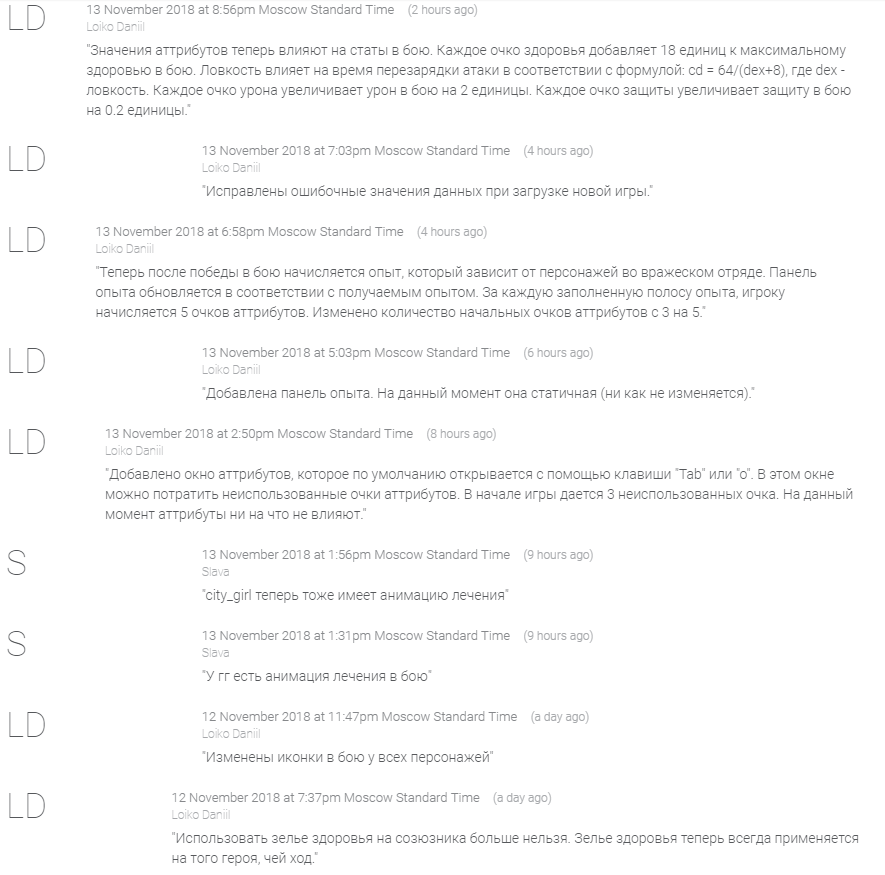 LD
13 November 2018 at 8:56pm Moscow Standard Time (2 hours ago)
Loiko Daniil
"Значения аттрибутов теперь влияют на статы в бою. Каждое очко здоровья добавляет 18 единиц к максимальному
здоровью в бою. Ловкость влияет на время перезарядки атаки в соответствии с формулой: cd = 64/(dex+8), где dex -
ловкость. Каждое очко урона увеличивает урон в бою на 2 единицы. Каждое очко защиты увеличивает защиту в бою
на 0.2 единицы."
LD
13 November 2018 at 7:03pm Moscow Standard Time (4 hours ago)
Loiko Daniil
"Исправлены ошибочные значения данных при загрузке новой игры."
LD
13 November 2018 at 6:58pm Moscow Standard Time (4 hours ago)
Loiko Daniil
"Теперь после победы в бою начисляется опыт, который зависит от персонажей во вражеском отряде. Панель
опыта обновляется в соответствии с получаемым опытом. За каждую заполненную полосу опыта, игроку
начисляется 5 очков аттрибутов. Изменено количество начальных очков аттрибутов с 3 на 5."
LD
13 November 2018 at 5:03pm Moscow Standard Time (6 hours ago)
Loiko Daniil
"Добавлена панель опыта. На данный момент она статичная (ни как не изменяется)."
LD
13 November 2018 at 2:50pm Moscow Standard Time (8 hours ago)
Loiko Daniil
"Добавлено окно аттрибутов, которое по умолчанию открывается с помощью клавиши "Tab" или "o". В этом окне
можно потратить неиспользованные очки аттрибутов. В начале игры дается 3 неиспользованных очка. На данный
момент аттрибуты ни на что не влияют."
S
13 November 2018 at 1:56pm Moscow Standard Time (9 hours ago)
Slava
"city_girl теперь тоже имеет анимацию лечения"
S
13 November 2018 at 1:31pm Moscow Standard Time (9 hours ago)
Slava
"У гг есть анимация лечения в бою"
LD
12 November 2018 at 11:47pm Moscow Standard Time (a day ago)
Loiko Daniil
"Изменены иконки в бою у всех персонажей"
LD
12 November 2018 at 7:37pm Moscow Standard Time (a day ago)
Loiko Daniil
"Использовать зелье здоровья на созюзника больше нельзя. Зелье здоровья теперь всегда применяется
на того героя, чей ход."